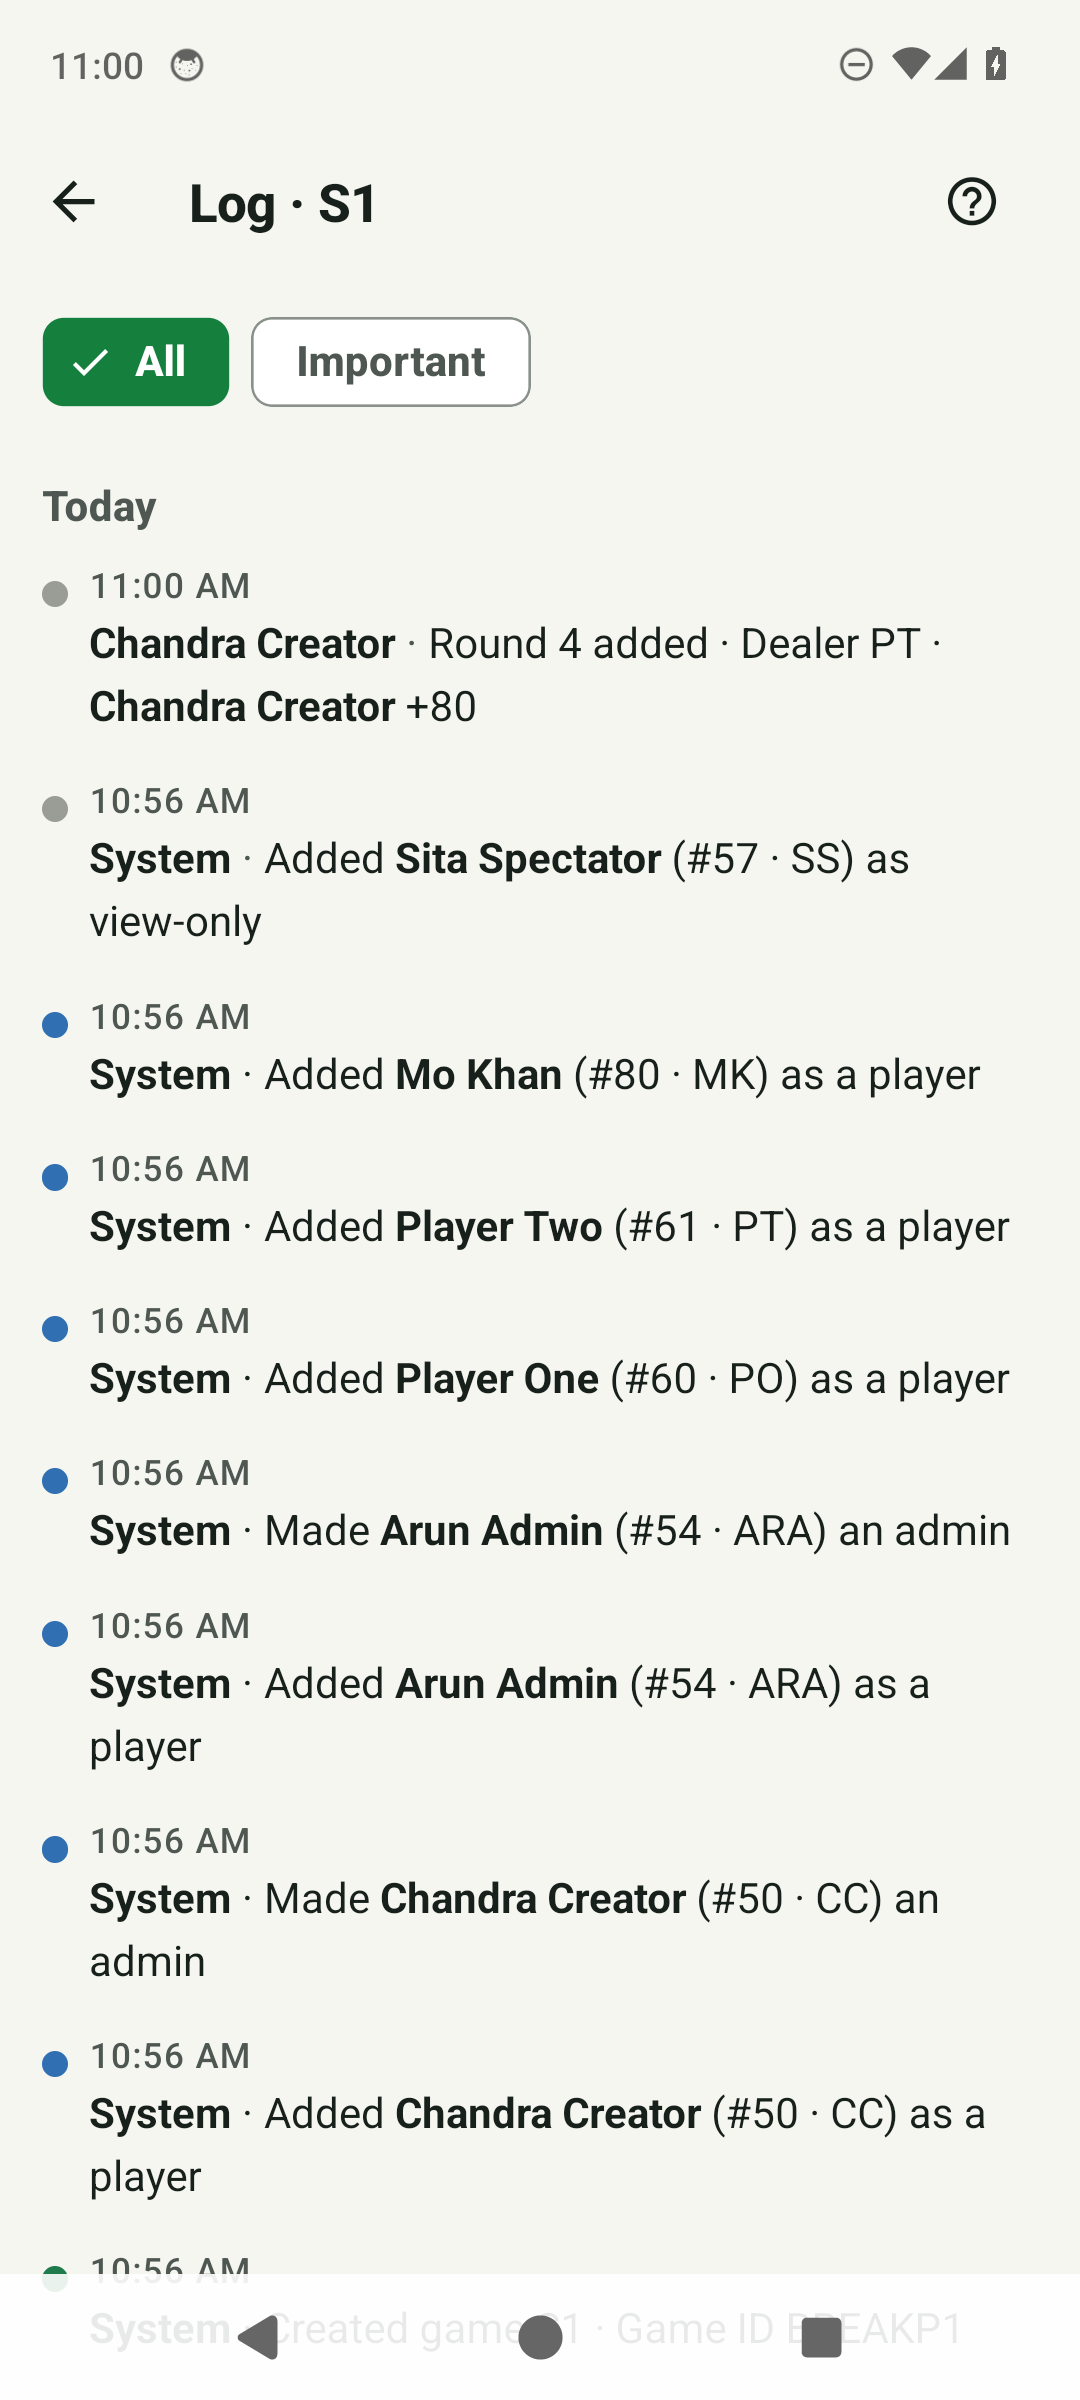 11:00
Log · S1
All
Important
Today
11:00 AM
Chandra Creator · Round 4 added · Dealer PT ·
Chandra Creator +80
10:56 AM
System · Added Sita Spectator (#57 · SS) as
view-only
10:56 AM
System · Added Mo Khan (#80 · MK) as a player
10:56 AM
System · Added Player Two (#61 · PT) as a player
10:56 AM
System · Added Player One (#60 · PO) as a player
10:56 AM
System · Made Arun Admin (#54 · ARA) an admin
10:56 AM
System · Added Arun Admin (#54 · ARA) as a
player
10:56 AM
System · Made Chandra Creator (#50 · CC) an
admin
10:56 AM
System · Added Chandra Creator (#50 · CC) as a
player
10:56 AM
System · Created game · Game ID